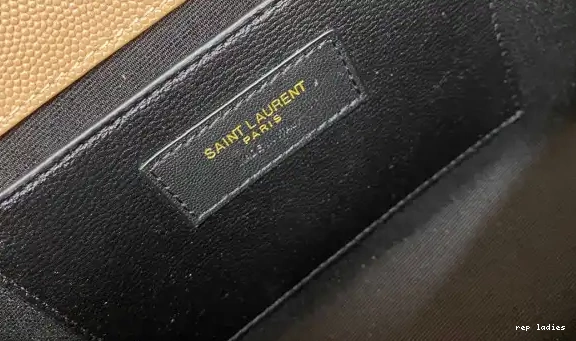 SAINT LAURENT
PARIS
rep ladies